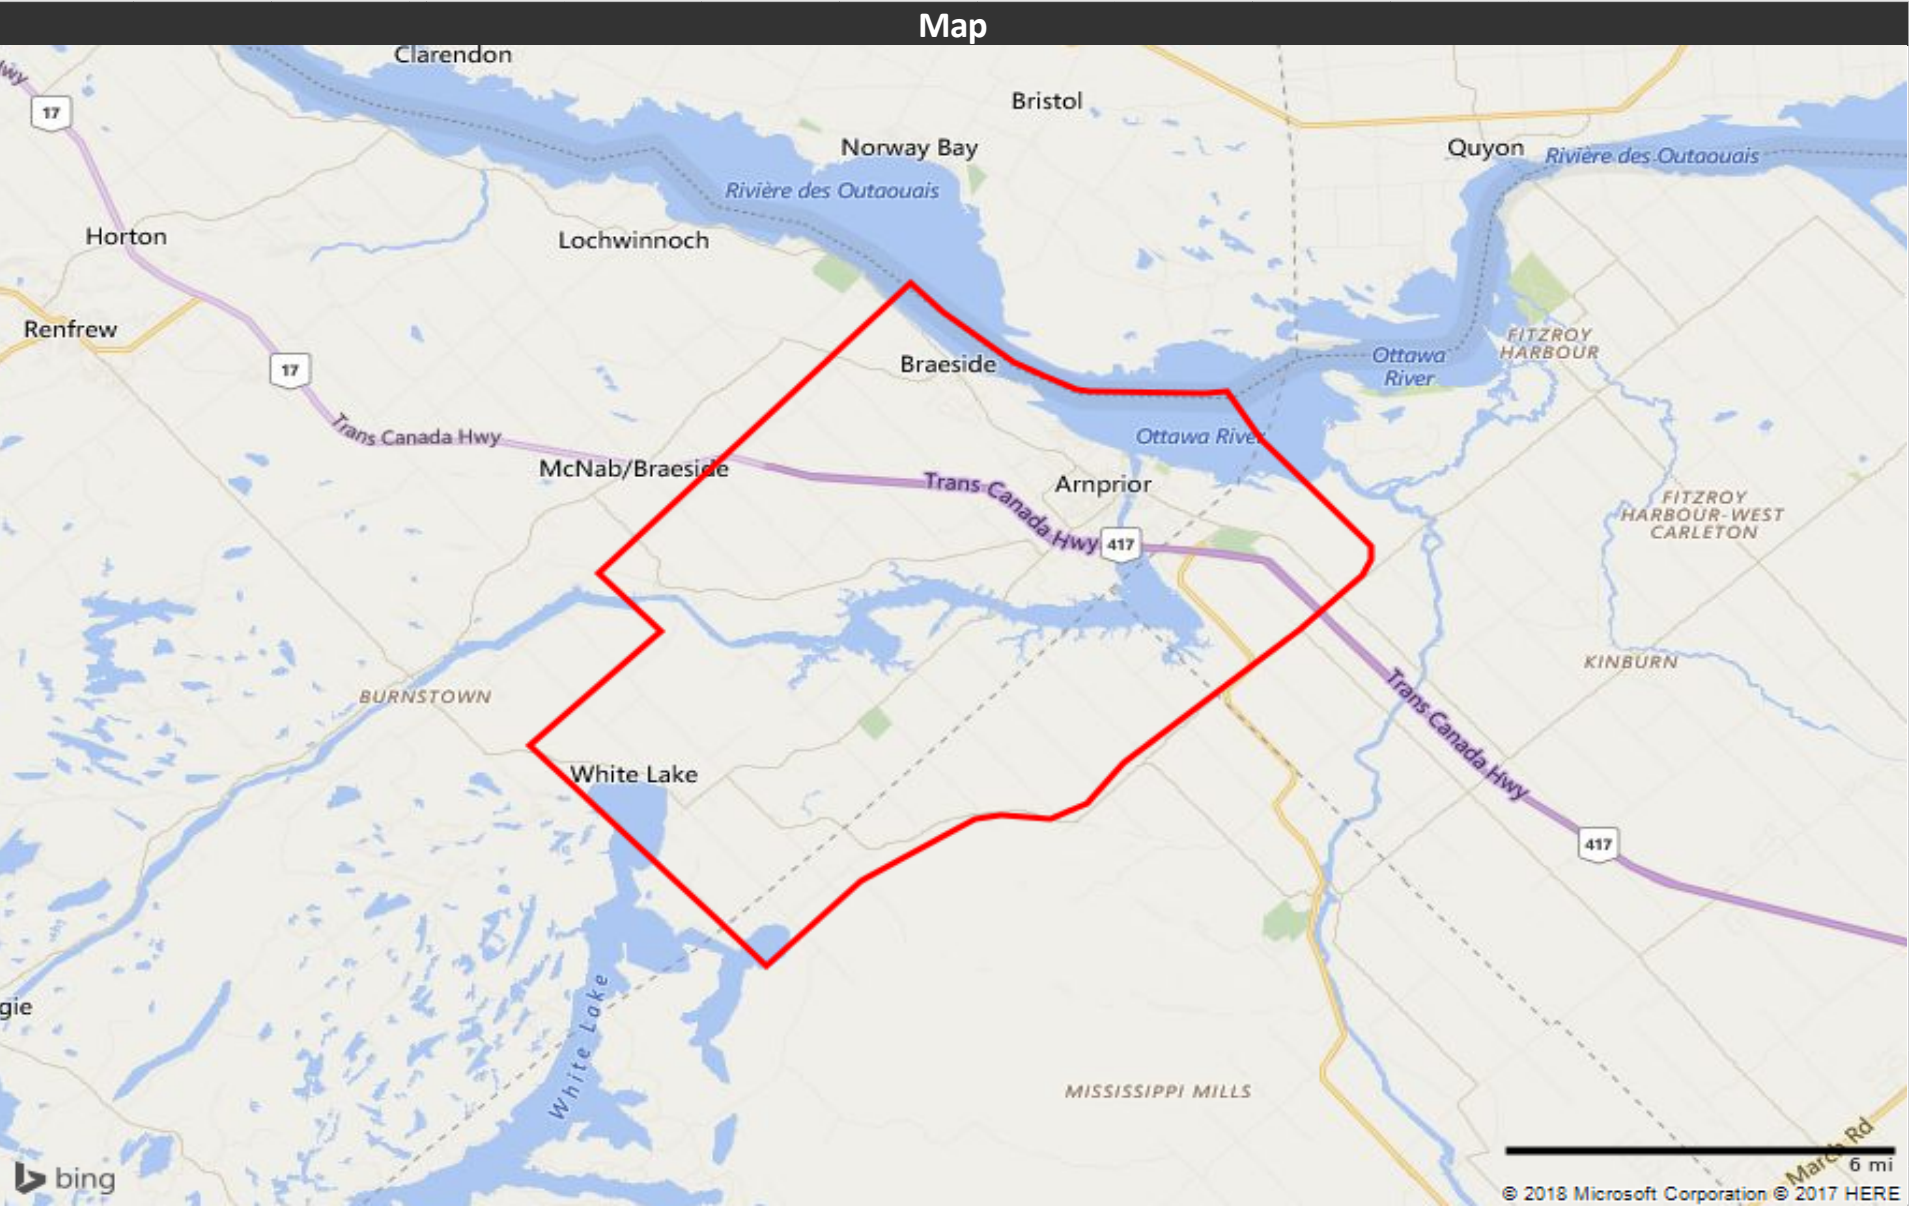 Map
Clarendon
Hwy
17
Bristol
Norway Bay
Quyon
Rivière des Outaouais
Rivière des Outaouais
Horton
Lochwinnoch
Renfrew
FITZROY
HARBOUR
Ottawa
River
Braeside
17
Trans Canada Hwy
Ottawa River
McNab/Braeside
Trans Canada Hwy
Arnprior
417
FITZROY
HARBOUR-WEST
CARLETON
KINBURN
BURNSTOWN
Trans Canada Hwy
White Lake
417
gie
White Lake
MISSISSIPPI MILLS
March Rd
6 mi
bing
© 2018 Microsoft Corporation © 2017 HERE